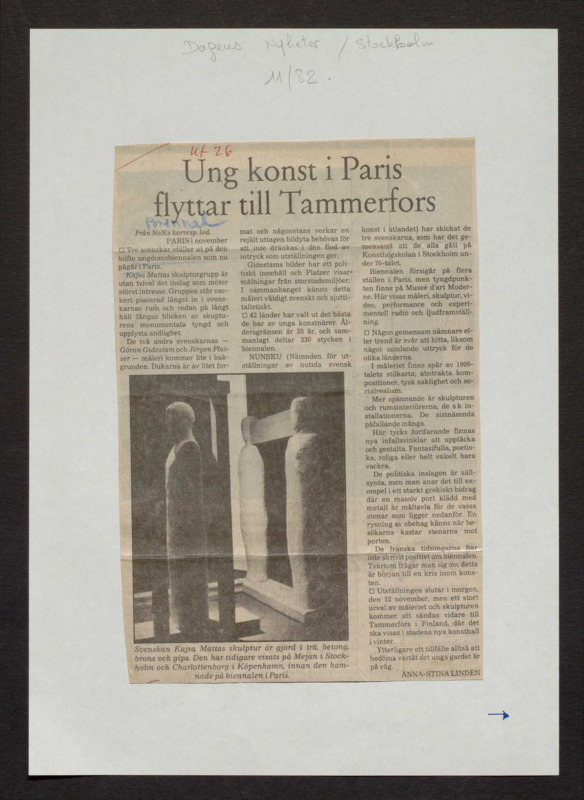 Dagens Nyheter / Stockholm
11/82.
Ung konst i Paris
flyttar till Tammerfors
Biennal
Från NoN:s korresp. led.
PARIS i november
□ Tre svenskar ställer ut på den
tolfte ungdomsbiennalen som nu
pågår i Paris.
Kajsa Mattas skulpturgrupp är
utan tvivel det inslag som möter
störst intresse. Gruppen står vac-
kert placerad längst in i svens-
karnas rum och redan på långt
håll fångas blicken av skuptu-
rens monumentala tyngd och
upplysta andlighet.
De två andra svenskarnas –
Göran Gidenstam och Jörgen Plat-
zer – måleri kommer lite i bak-
grunden. Dukarna är av litet for-
mat och någonstans verkan av en
rejält uttagen bildyta behövas för
att inte dränkas i den flod av
intryck som utställningen ger.
Gidestams bilder har ett poli-
tiskt innehåll och Platzer visar
målningar från storstadsmiljöer.
I sammanhanget känns detta
måleri väldigt svenskt och sjutti-
talistiskt.
□ 42 länder har valt ut det bästa
de har av unga konstnärer. Ål-
dersgränsen är 35 år, och sam-
manlagt deltar 330 stycken i
biennalen.
NUNSKU (Nämnden för ut-
ställningar av nutida svensk
konst i utlandet) har skickat de
tre svenskarna, som har det ge-
mensamt att de alla gått på
Konsthögskolan i Stockholm un-
der 70-talet.
Biennalen försigår på flera
ställen i Paris, men tyngdpunk-
ten finns på Museé d'art Moder-
ne. Här visas måleri, skulptur, vi-
deo, performance och experi-
mentell radio och ljudframställ-
ning.
□ Någon gemensam nämnare el-
ler trend är svår att hitta, liksom
något samlande uttryck för de
olika länderna.
I måleriet finns spår av 1900-
talets stilkarta; abstrakta kom-
positioner, tysk saklighet och so-
cialrealism.
Mer spännande är skulpturen
och rumsinteriörerna, de s k in-
stallationerna. De sistnämnda
påfallande många.
Här tycks fortfarande finnas
nya infallsvinklar att upptäcka
och gestalta. Fantasifulla, poetis-
ka, roliga eller helt enkelt bara
vackra.
De politiska inslagen är säll-
synta, men man anar det till ex-
empel i ett starkt grekiskt bidrag
där en massiv port klädd med
metall är måltavla för de vassa
stenar som ligger nedanför. En
rysning av obehag känns när be-
sökarna kastar stenarna mot
porten.
De franska tidningarna har
inte skrivit positivt om biennalen.
Tvärtom frågar man sig om detta
är början till en kris inom kons-
ten.
□ Utställningen slutar i morgon,
den 12 november, men ett stort
urval av måleriet och skulpturen
kommer att sändas vidare till
Tammerfors i Finland, där det
ska visas i stadens nya konsthall
i vinter.
Ytterligare ett tillfälle alltså att
bedöma vartåt det unga gardet är
på väg.
ANNA-STINA LINDÉN
Svenskan Kajsa Mattas skulptur är gjord i trä, betong,
brons och gips. Den har tidigare visats på Mejan i Stock-
holm och Charlottenborg i Köpenhamn, innan den ham-
nade på biennalen i Paris.